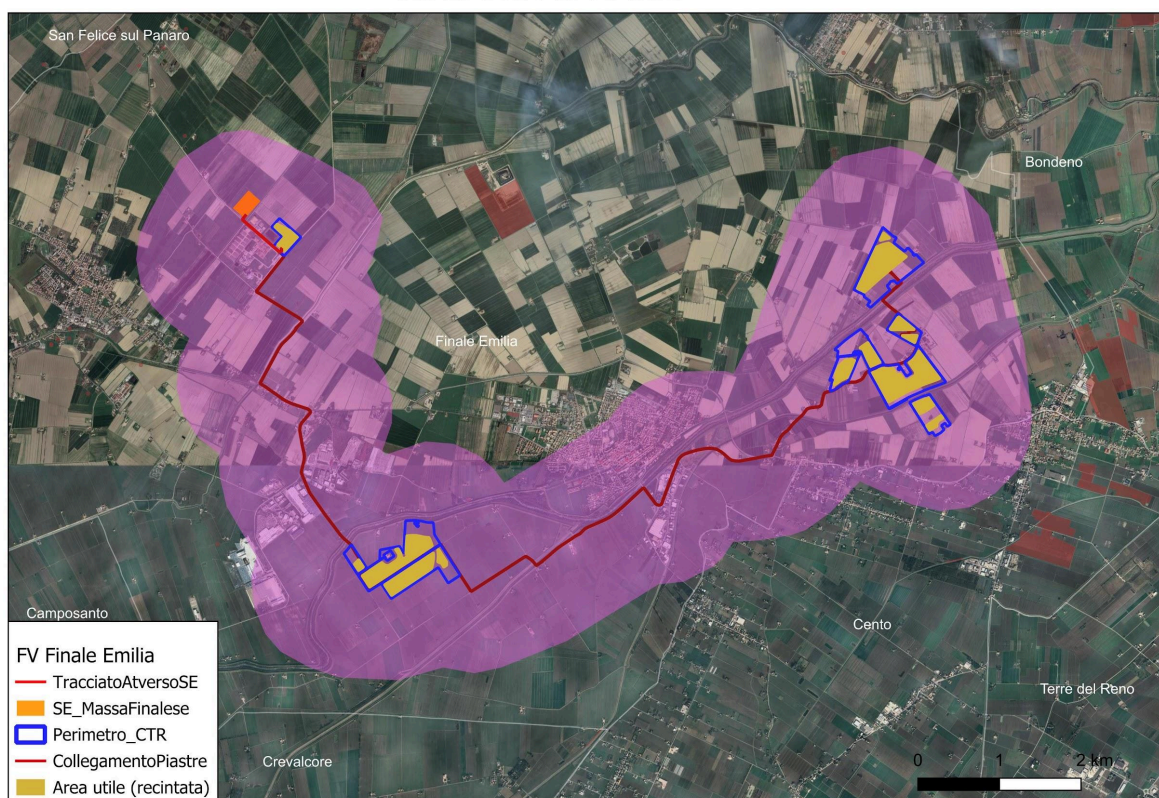 San Felice sul Panaro
Bondeno
Finale Emilia
Camposanto
Cento
Terre del Reno
Crevalcore
FV Finale Emilia
TracciatoAtversoSE
SE_MassaFinalese
Perimetro_CTR
CollegamentoPiastre
Area utile (recintata)
0 1 2 km